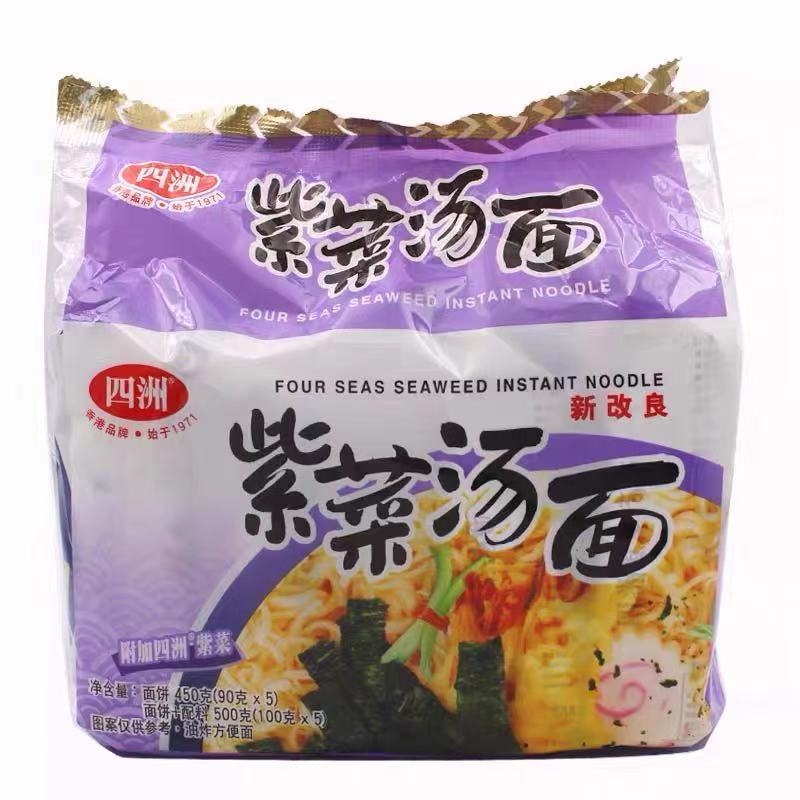 四洲
香港品牌•始于1971
紫菜汤面
FOUR SEAS SEAWEED INSTANT NOODLE
四洲®
香港品牌•始于1971
FOUR SEAS SEAWEED INSTANT NOODLE
新改良
紫菜汤面
附加四洲®紫菜
净含量：面饼 450克(90克 x 5)
面饼+配料 500克(100克 x 5)
图案仅供参考•油炸方便面